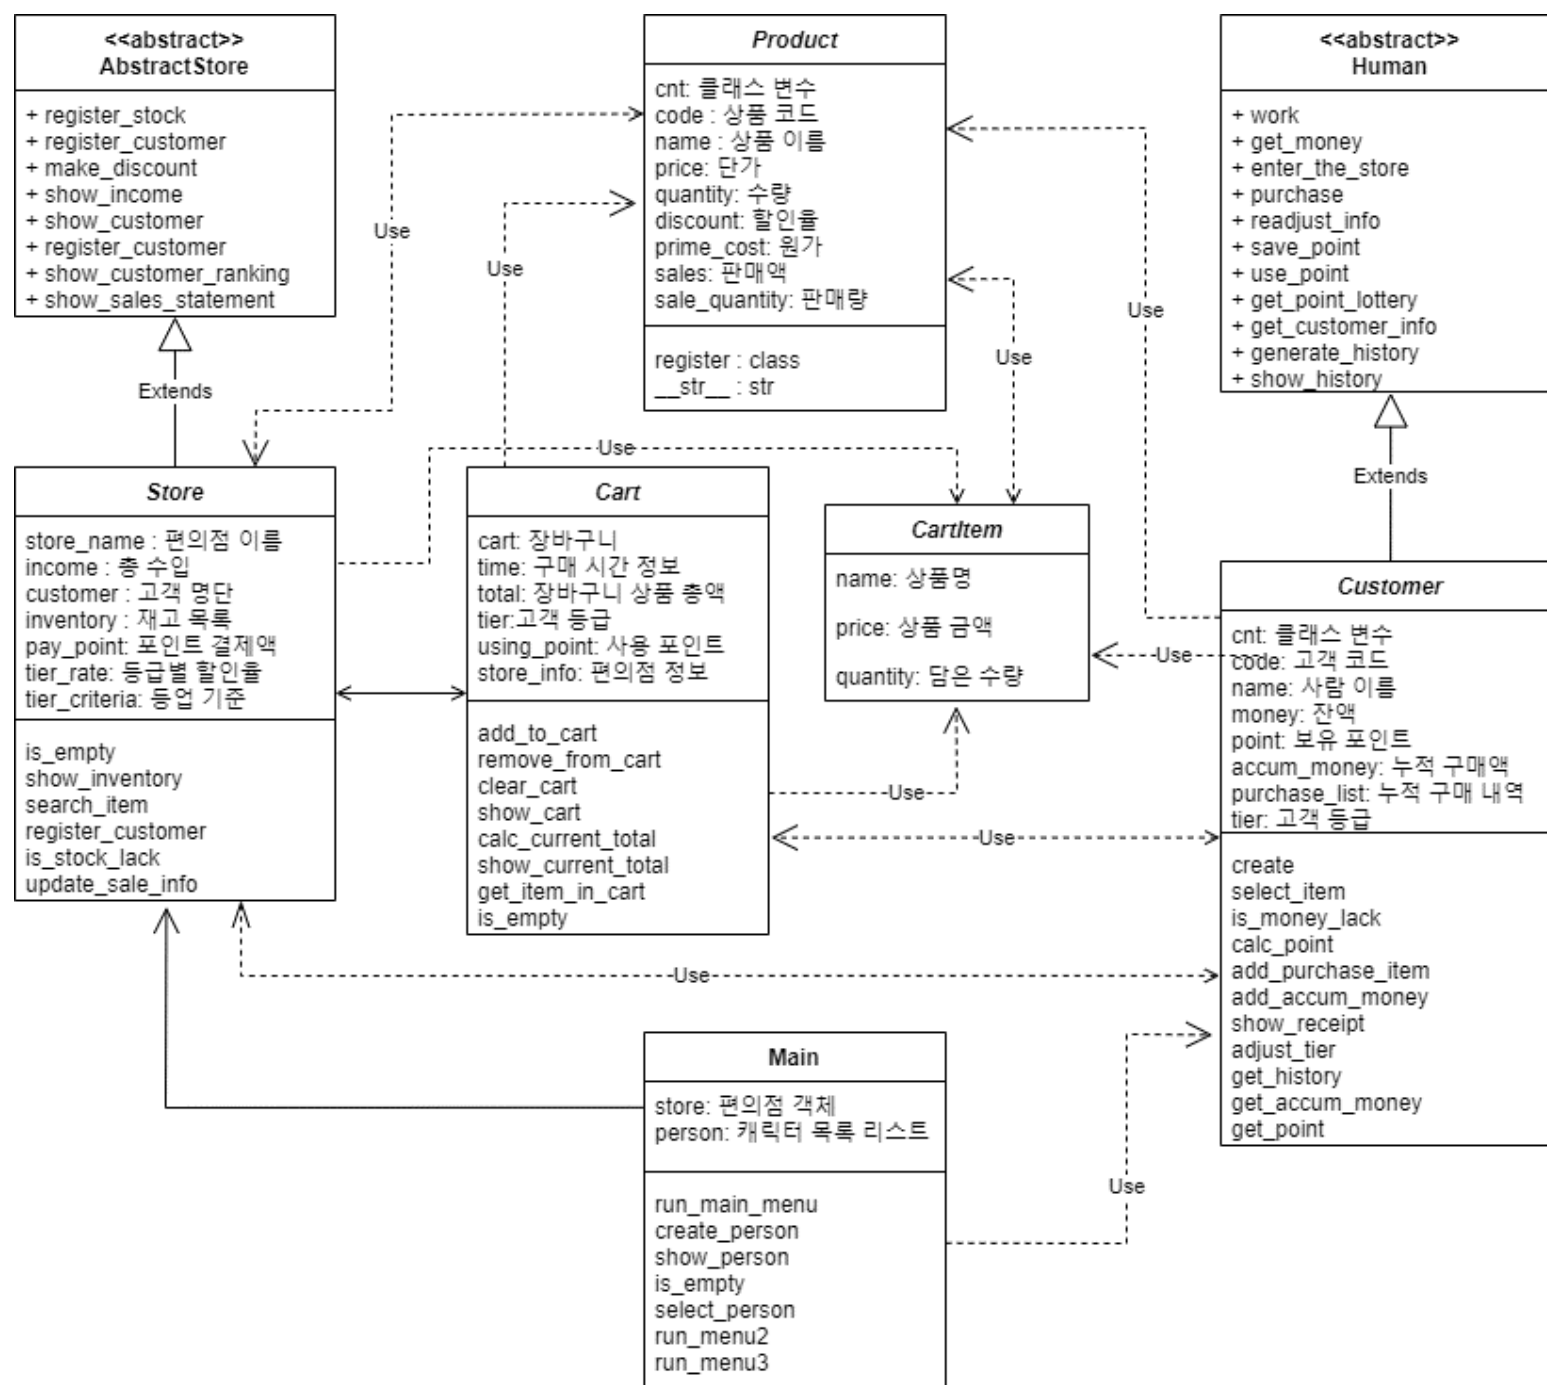 <<abstract>>
AbstractStore
+ register_stock
+ register_customer
+ make_discount
+ show_income
+ show_customer
+ register_customer
+ show_customer_ranking
+ show_sales_statement
Product
cnt: 클래스 변수
code : 상품 코드
name : 상품 이름
price: 단가
quantity: 수량
discount: 할인율
prime_cost: 원가
sales: 판매액
sale_quantity: 판매량
register : class
__str__ : str
<<abstract>>
Human
+ work
+ get_money
+ enter_the_store
+ purchase
+ readjust_info
+ save_point
+ use_point
+ get_point_lottery
+ get_customer_info
+ generate_history
+ show_history
Use
Use
Use
Use
Extends
Use
Extends
Store
store_name : 편의점 이름
income : 총 수입
customer : 고객 명단
inventory : 재고 목록
pay_point: 포인트 결제액
tier_rate: 등급별 할인율
tier_criteria: 등업 기준
is_empty
show_inventory
search_item
register_customer
is_stock_lack
update_sale_info
Cart
cart: 장바구니
time: 구매 시간 정보
total: 장바구니 상품 총액
tier:고객 등급
using_point: 사용 포인트
store_info: 편의점 정보
add_to_cart
remove_from_cart
clear_cart
show_cart
calc_current_total
show_current_total
get_item_in_cart
is_empty
CartItem
name: 상품명
price: 상품 금액
quantity: 담은 수량
Customer
cnt: 클래스 변수
code: 고객 코드
name: 사람 이름
money: 잔액
point: 보유 포인트
accum_money: 누적 구매액
purchase_list: 누적 구매 내역
tier: 고객 등급
create
select_item
is_money_lack
calc_point
add_purchase_item
add_accum_money
show_receipt
adjust_tier
get_history
get_accum_money
get_point
Use
Use
Use
Use
Main
store: 편의점 객체
person: 캐릭터 목록 리스트
run_main_menu
create_person
show_person
is_empty
select_person
run_menu2
run_menu3
Use